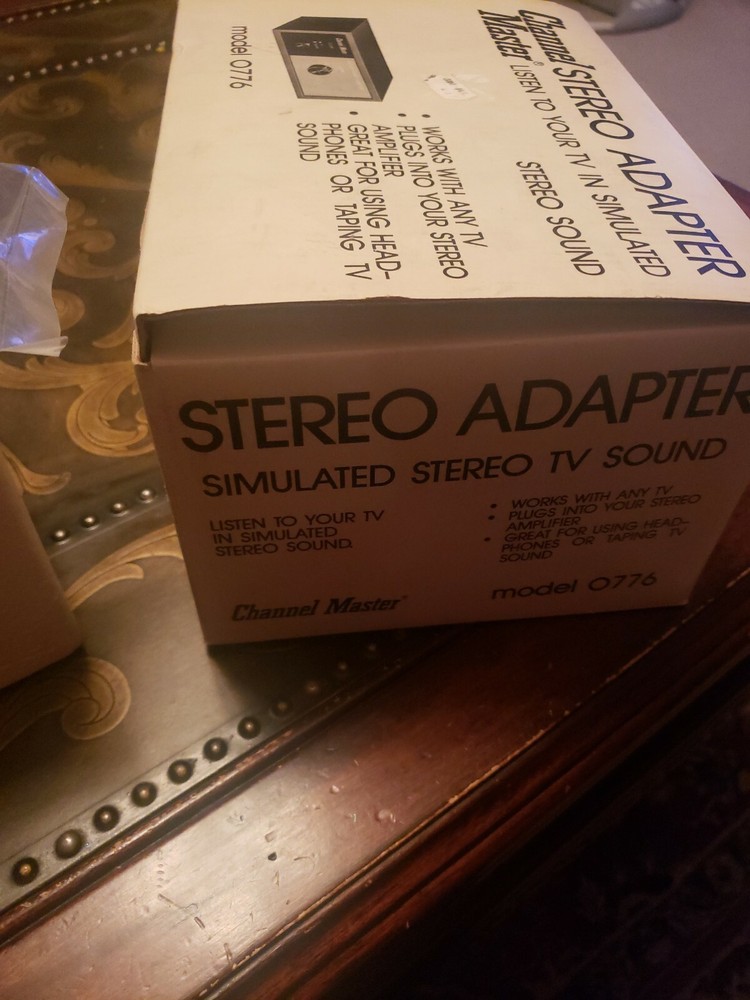 Channel Master® STEREO ADAPTER
LISTEN TO YOUR TV IN SIMULATED
STEREO SOUND
• WORKS WITH ANY TV
• PLUGS INTO YOUR STEREO
AMPLIFIER
• GREAT FOR USING HEAD-
PHONES OR TAPING TV
SOUND
model 0776
STEREO ADAPTER
SIMULATED STEREO TV SOUND
LISTEN TO YOUR TV
IN SIMULATED
STEREO SOUND.
• WORKS WITH ANY TV
• PLUGS INTO YOUR STEREO
AMPLIFIER
• GREAT FOR USING HEAD-
PHONES OR TAPING TV
SOUND
Channel Master®
model 0776